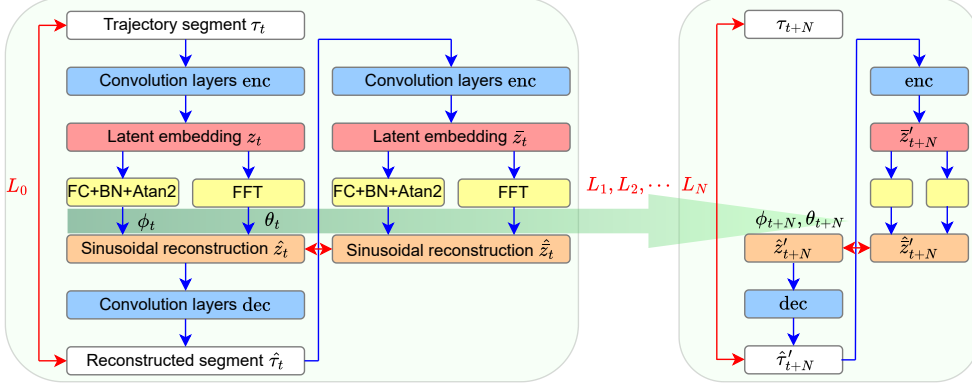 Trajectory segment τ_t
Convolution layers enc
Latent embedding z_t
FC+BN+Atan2
FFT
ϕ_t
θ_t
Sinusoidal reconstruction ẑ_t
Convolution layers dec
Reconstructed segment τ̂_t
L_0
Convolution layers enc
Latent embedding z̄_t
FC+BN+Atan2
FFT
Sinusoidal reconstruction z̄̂_t
L_1, L_2, ⋯ L_N
τ_{t+N}
ϕ_{t+N}, θ_{t+N}
ẑ′_{t+N}
dec
τ̂′_{t+N}
enc
z̄′_{t+N}
z̄̂′_{t+N}